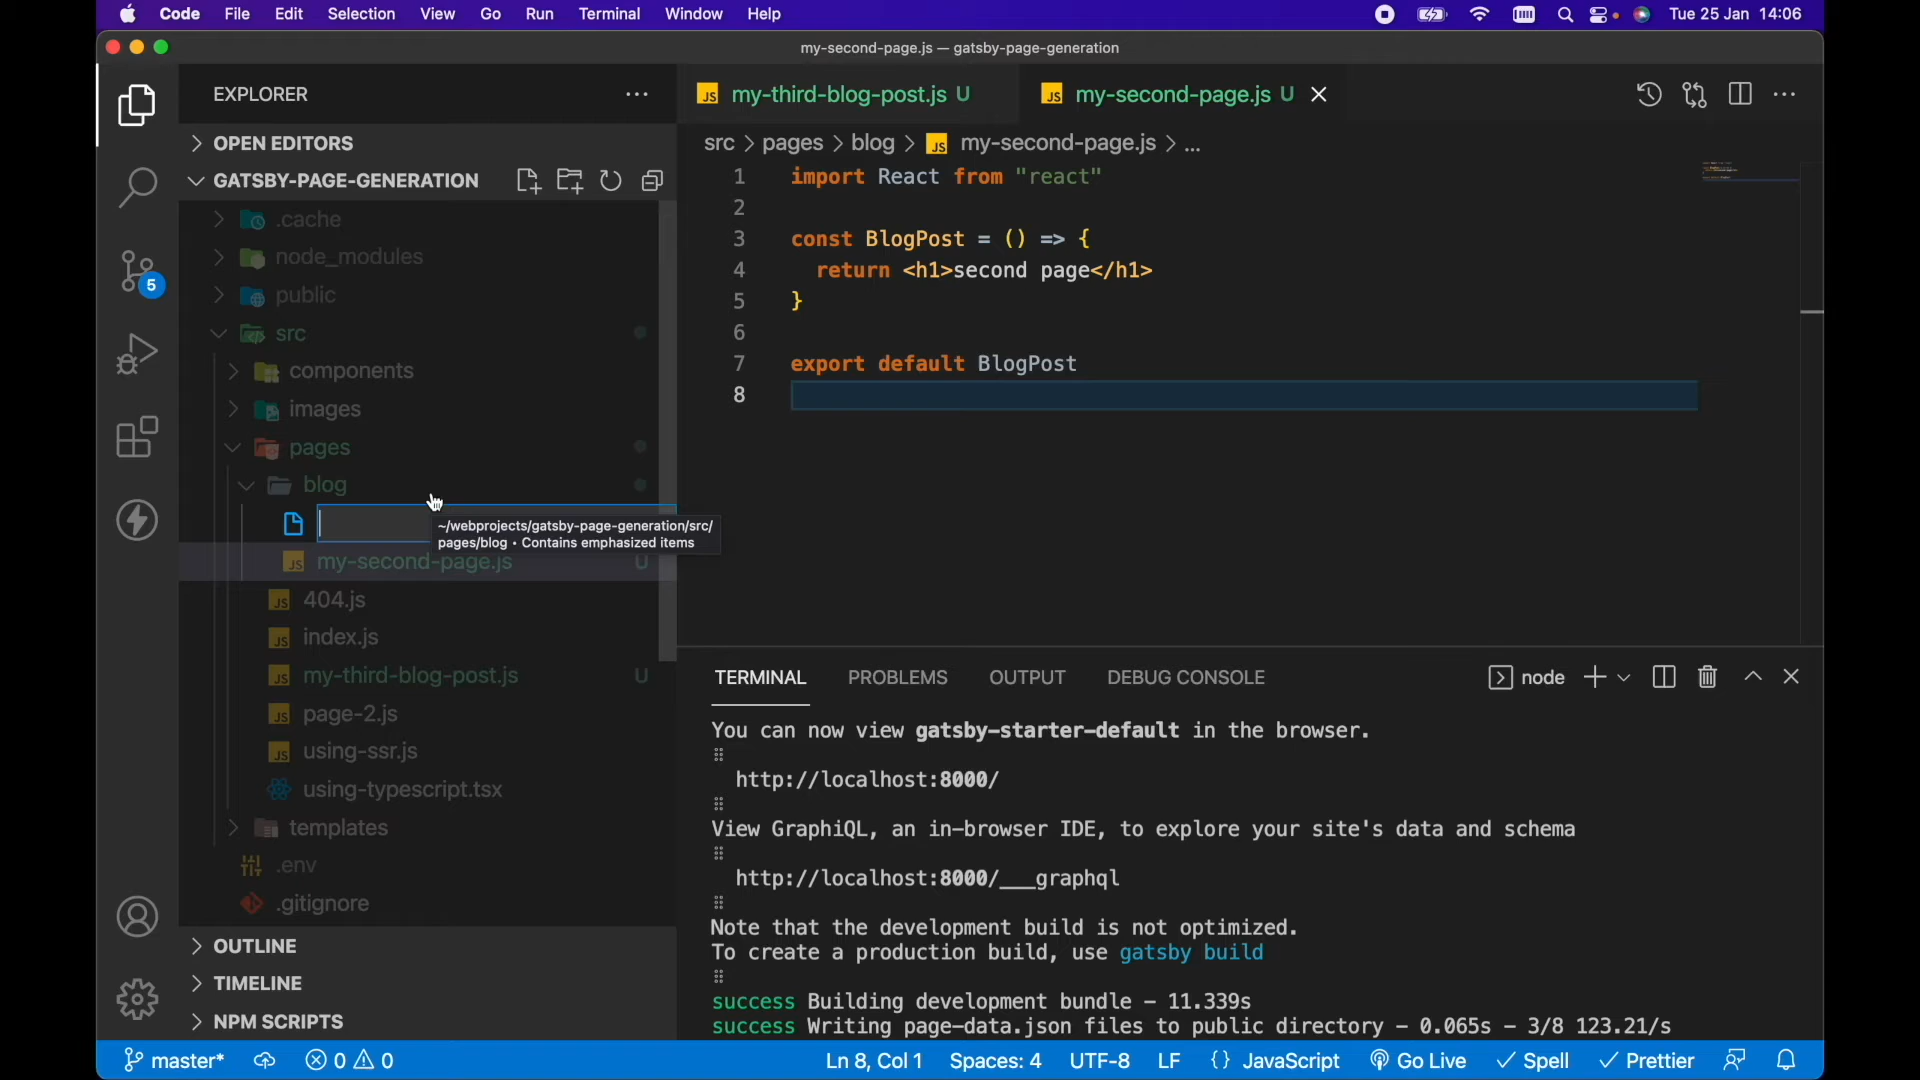 Code File Edit Selection View Go Run Terminal Window Help Tue 25 Jan 14:06
my-second-page.js — gatsby-page-generation
EXPLORER
OPEN EDITORS
GATSBY-PAGE-GENERATION
.cache
node_modules
public
src
components
images
pages
blog
~/webprojects/gatsby-page-generation/src/
pages/blog • Contains emphasized items
my-second-page.js U
404.js
index.js
my-third-blog-post.js U
page-2.js
using-ssr.js
using-typescript.tsx
templates
.env
.gitignore
OUTLINE
TIMELINE
NPM SCRIPTS
5
JS my-third-blog-post.js U JS my-second-page.js U
src > pages > blog > JS my-second-page.js > ...
1 import React from "react"
2
3 const BlogPost = () => {
4 return <h1>second page</h1>
5 }
6
7 export default BlogPost
8
TERMINAL PROBLEMS OUTPUT DEBUG CONSOLE node
You can now view gatsby-starter-default in the browser.
http://localhost:8000/
View GraphiQL, an in-browser IDE, to explore your site's data and schema
http://localhost:8000/___graphql
Note that the development build is not optimized.
To create a production build, use gatsby build
success Building development bundle - 11.339s
success Writing page-data.json files to public directory - 0.065s - 3/8 123.21/s
master* 0 0 Ln 8, Col 1 Spaces: 4 UTF-8 LF {} JavaScript Go Live Spell Prettier